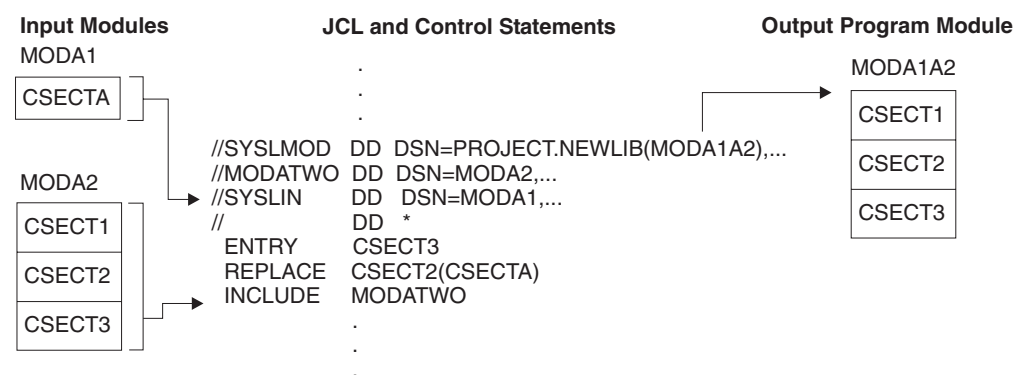 Input Modules
JCL and Control Statements
Output Program Module
MODA1
CSECTA
MODA2
CSECT1
CSECT2
CSECT3
.
.
.
//SYSLMOD DD DSN=PROJECT.NEWLIB(MODA1A2),...
//MODATWO DD DSN=MODA2,...
//SYSLIN DD DSN=MODA1,...
// DD *
ENTRY CSECT3
REPLACE CSECT2(CSECTA)
INCLUDE MODATWO
.
.
.
MODA1A2
CSECT1
CSECT2
CSECT3